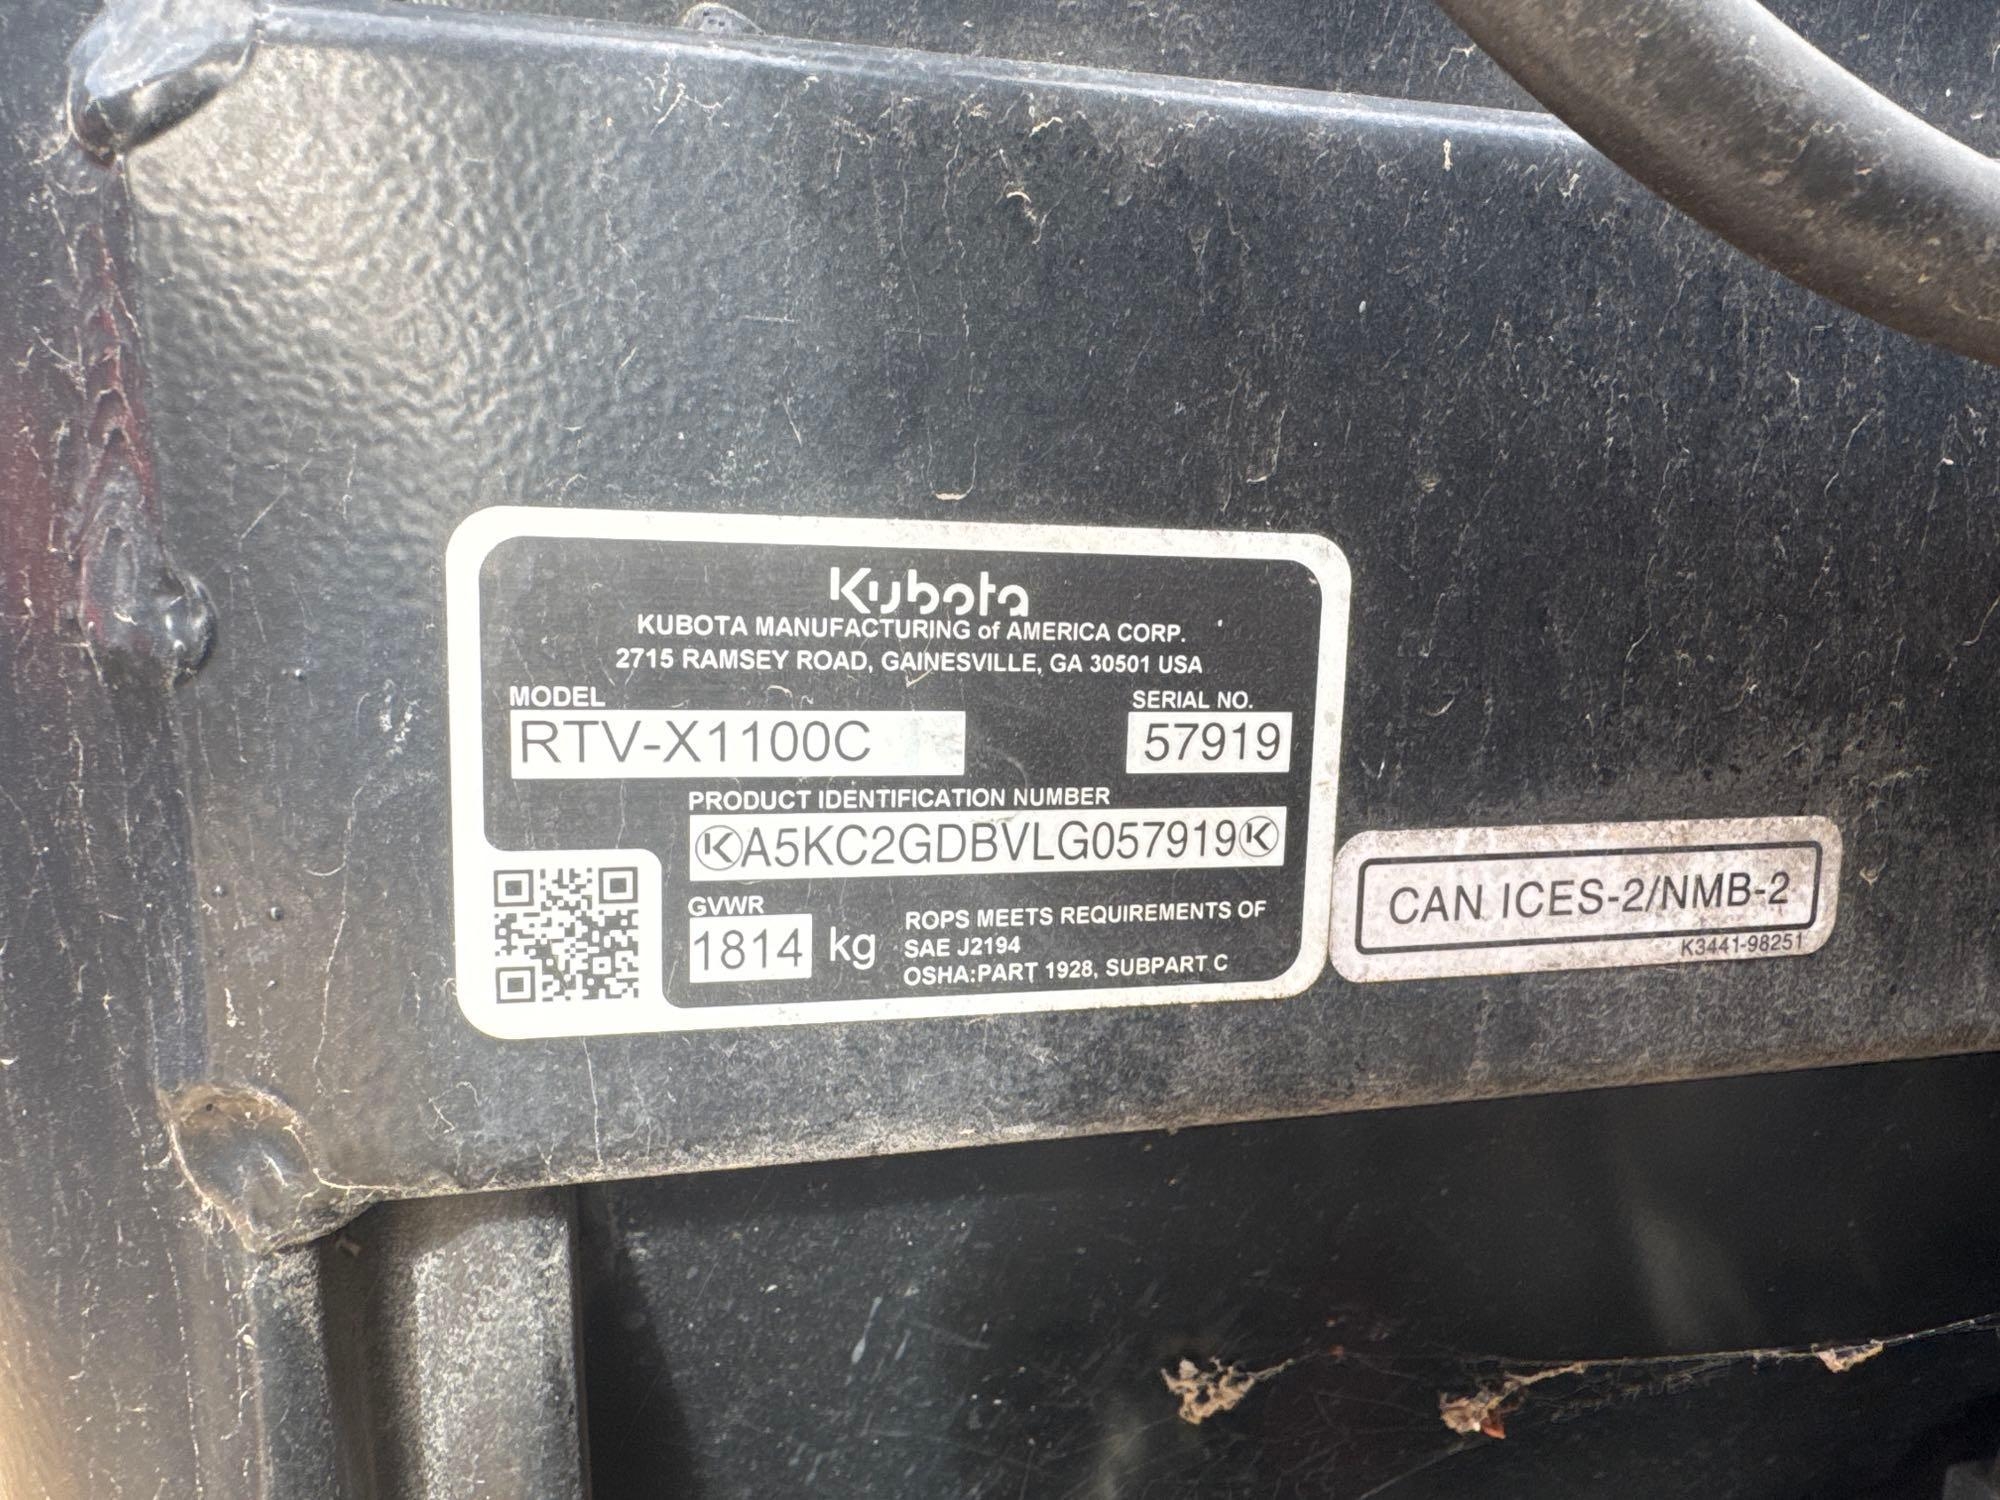 Kubota
KUBOTA MANUFACTURING of AMERICA CORP.
2715 RAMSEY ROAD, GAINESVILLE, GA 30501 USA
MODEL SERIAL NO.
RTV-X1100C 57919
PRODUCT IDENTIFICATION NUMBER
A5KC2GDBVLG057919
GVWR
1814 kg
ROPS MEETS REQUIREMENTS OF
SAE J2194
OSHA:PART 1928, SUBPART C
CAN ICES-2/NMB-2
K3441-98251